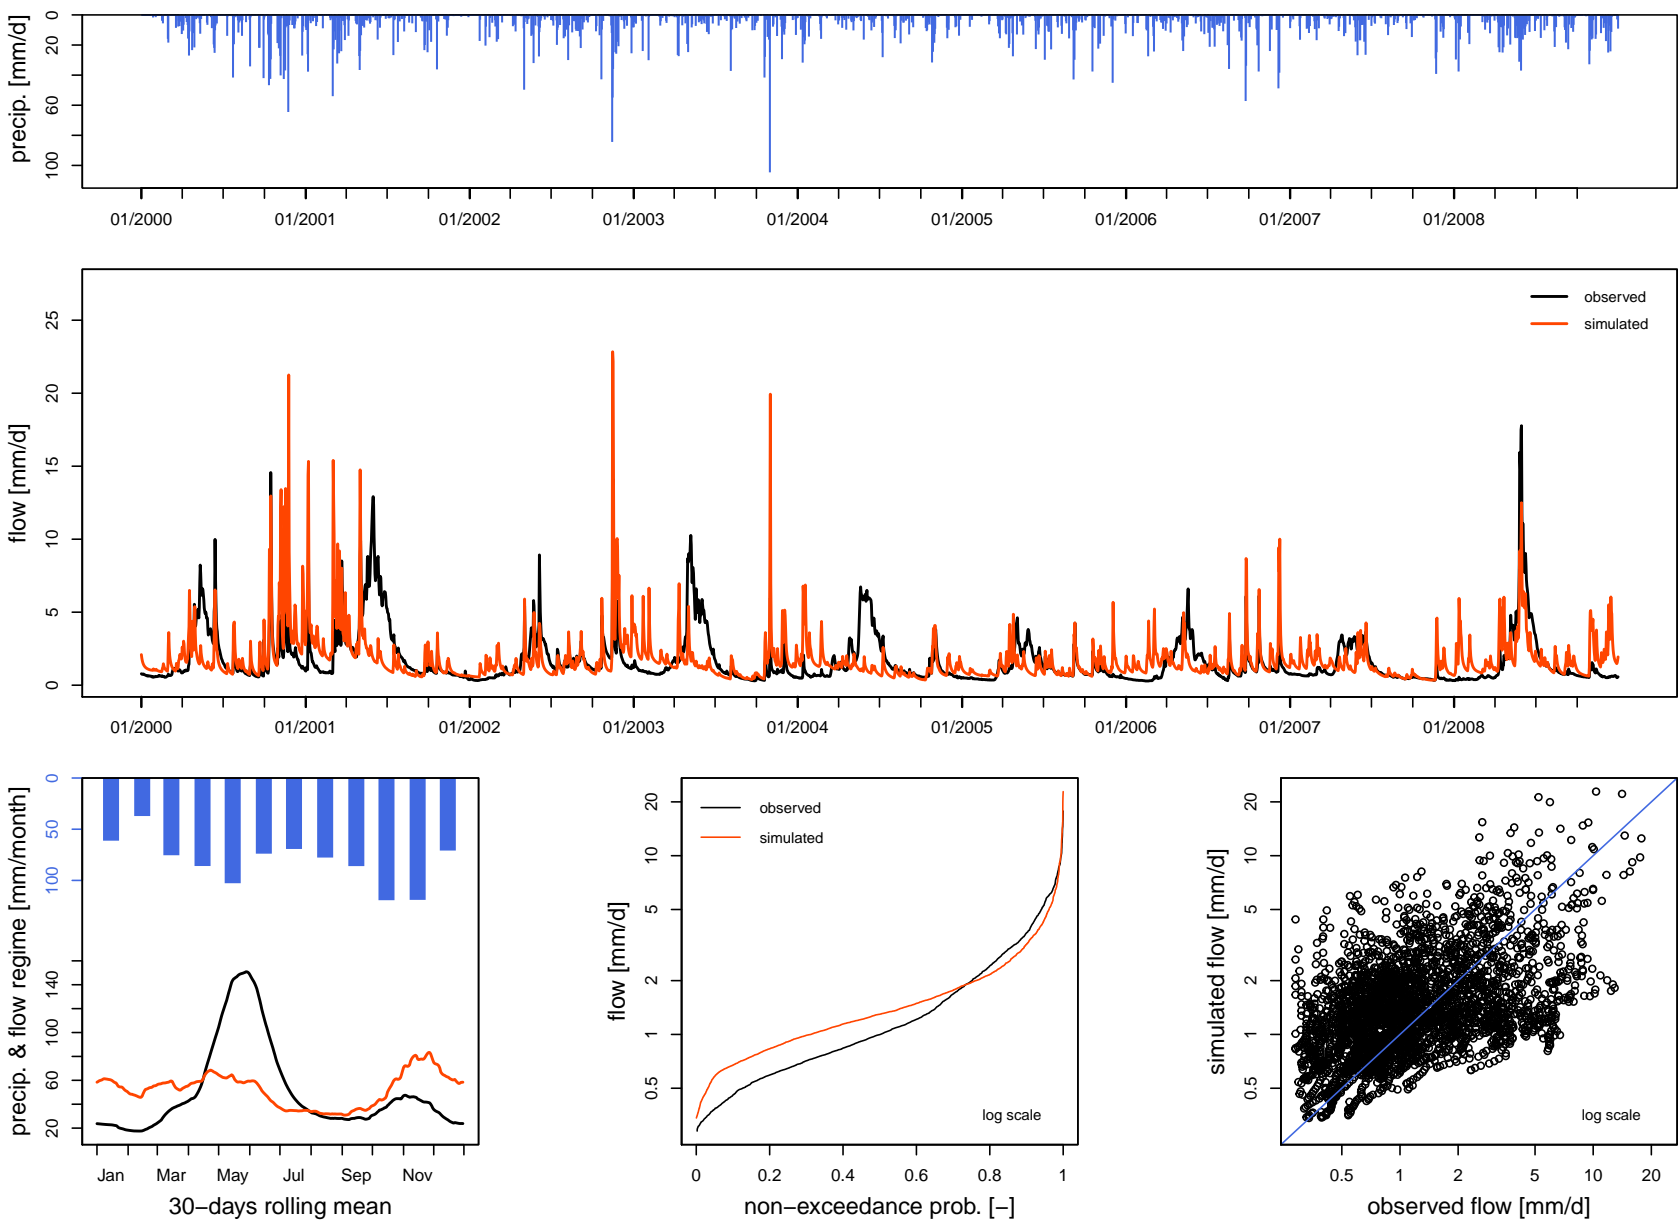 precip. [mm/d]
0
20
60
100
01/2000
01/2001
01/2002
01/2003
01/2004
01/2005
01/2006
01/2007
01/2008
flow [mm/d]
25
20
15
10
5
0
observed
simulated
01/2000
01/2001
01/2002
01/2003
01/2004
01/2005
01/2006
01/2007
01/2008
precip. & flow regime [mm/month]
0
50
100
140
100
60
20
Jan
Mar
May
Jul
Sep
Nov
30−days rolling mean
flow [mm/d]
20
10
5
2
1
0.5
observed
simulated
log scale
0
0.2
0.4
0.6
0.8
1
non−exceedance prob. [−]
simulated flow [mm/d]
20
10
5
2
1
0.5
log scale
0.5
1
2
5
10
20
observed flow [mm/d]